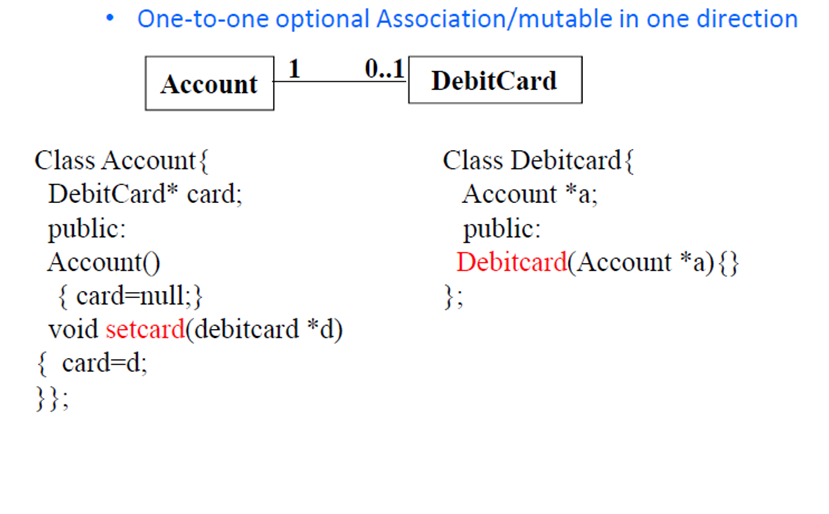 • One-to-one optional Association/mutable in one direction
Account 1 0..1 DebitCard
Class Account{
DebitCard* card;
public:
Account()
{ card=null;}
void setcard(debitcard *d)
{ card=d;
}};
Class Debitcard{
Account *a;
public:
Debitcard(Account *a){}
};